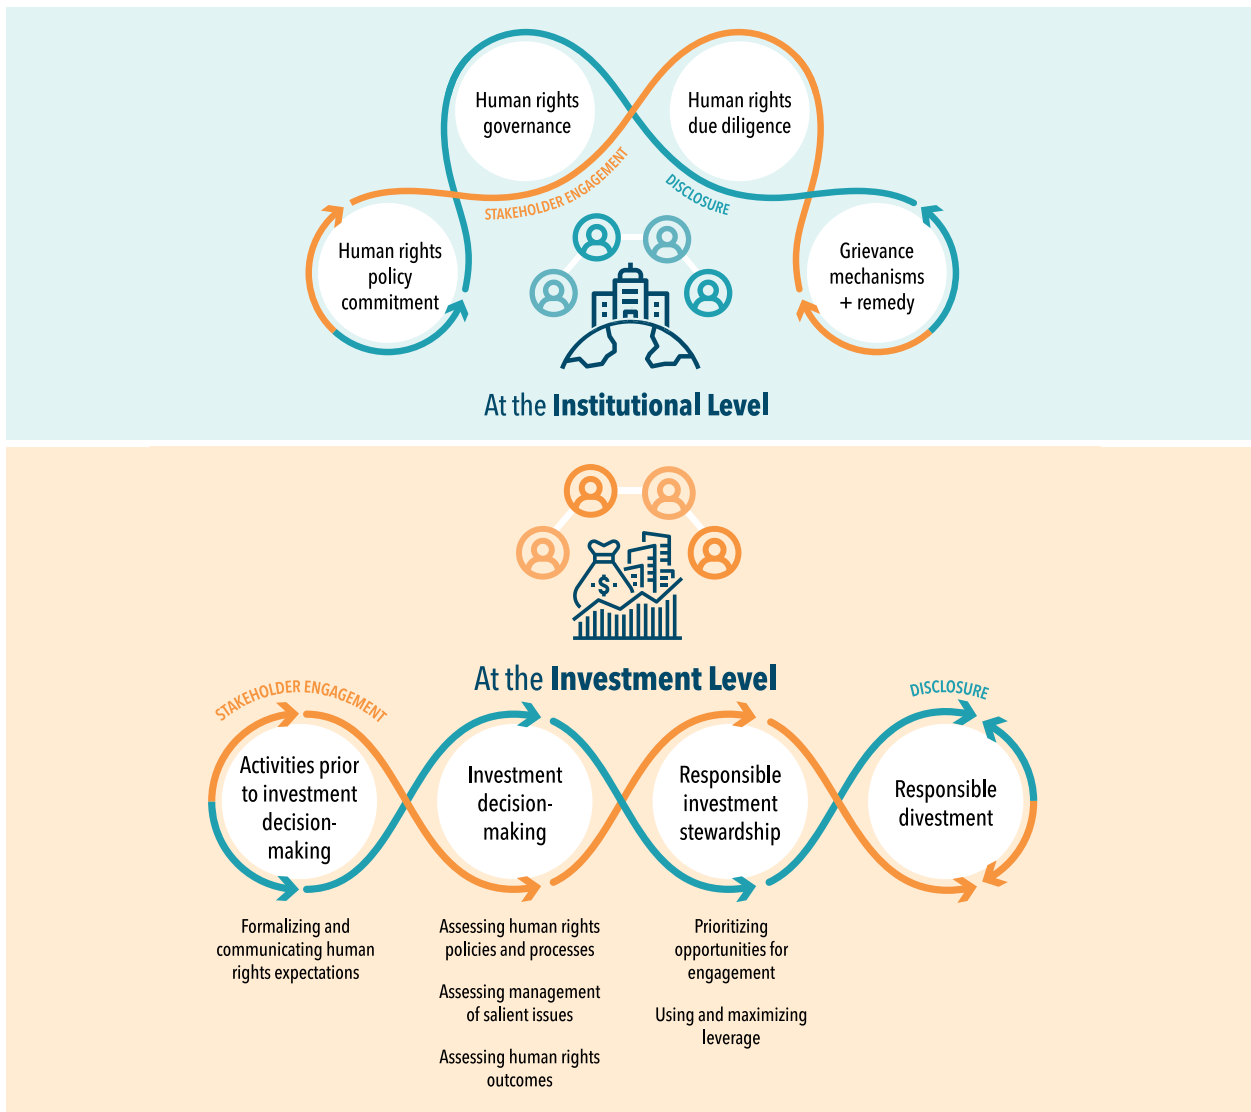 Human rights
governance
Human rights
due diligence
STAKEHOLDER ENGAGEMENT
DISCLOSURE
Human rights
policy
commitment
Grievance
mechanisms
+ remedy
At the Institutional Level
$
At the Investment Level
STAKEHOLDER ENGAGEMENT
DISCLOSURE
Activities prior
to investment
decision-
making
Investment
decision-
making
Responsible
investment
stewardship
Responsible
divestment
Formalizing and
communicating human
rights expectations
Assessing human rights
policies and processes
Assessing management
of salient issues
Assessing human rights
outcomes
Prioritizing
opportunities for
engagement
Using and maximizing
leverage